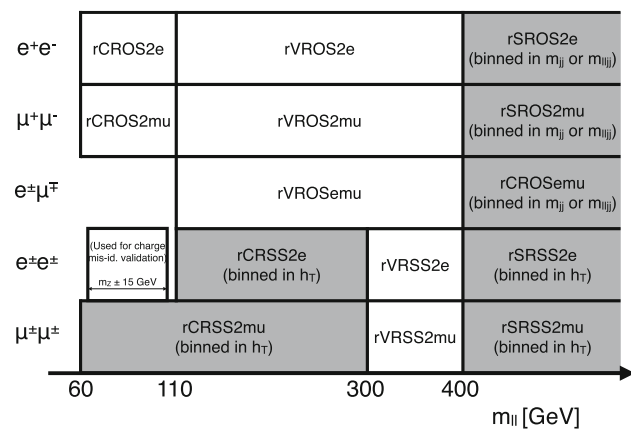 e⁺e⁻ rCROS2e rVROS2e rSROS2e
(binned in mjj or mlljj)
μ⁺μ⁻ rCROS2mu rVROS2mu rSROS2mu
(binned in mjj or mlljj)
e±μ∓ rVROSemu rCROSemu
(binned in mjj or mlljj)
e±e± (Used for charge
mis-id. validation)
mZ ± 15 GeV
rCRSS2e
(binned in hT)
rVRSS2e
rSRSS2e
(binned in hT)
μ±μ± rCRSS2mu
(binned in hT)
rVRSS2mu
rSRSS2mu
(binned in hT)
60 110 300 400
mll [GeV]